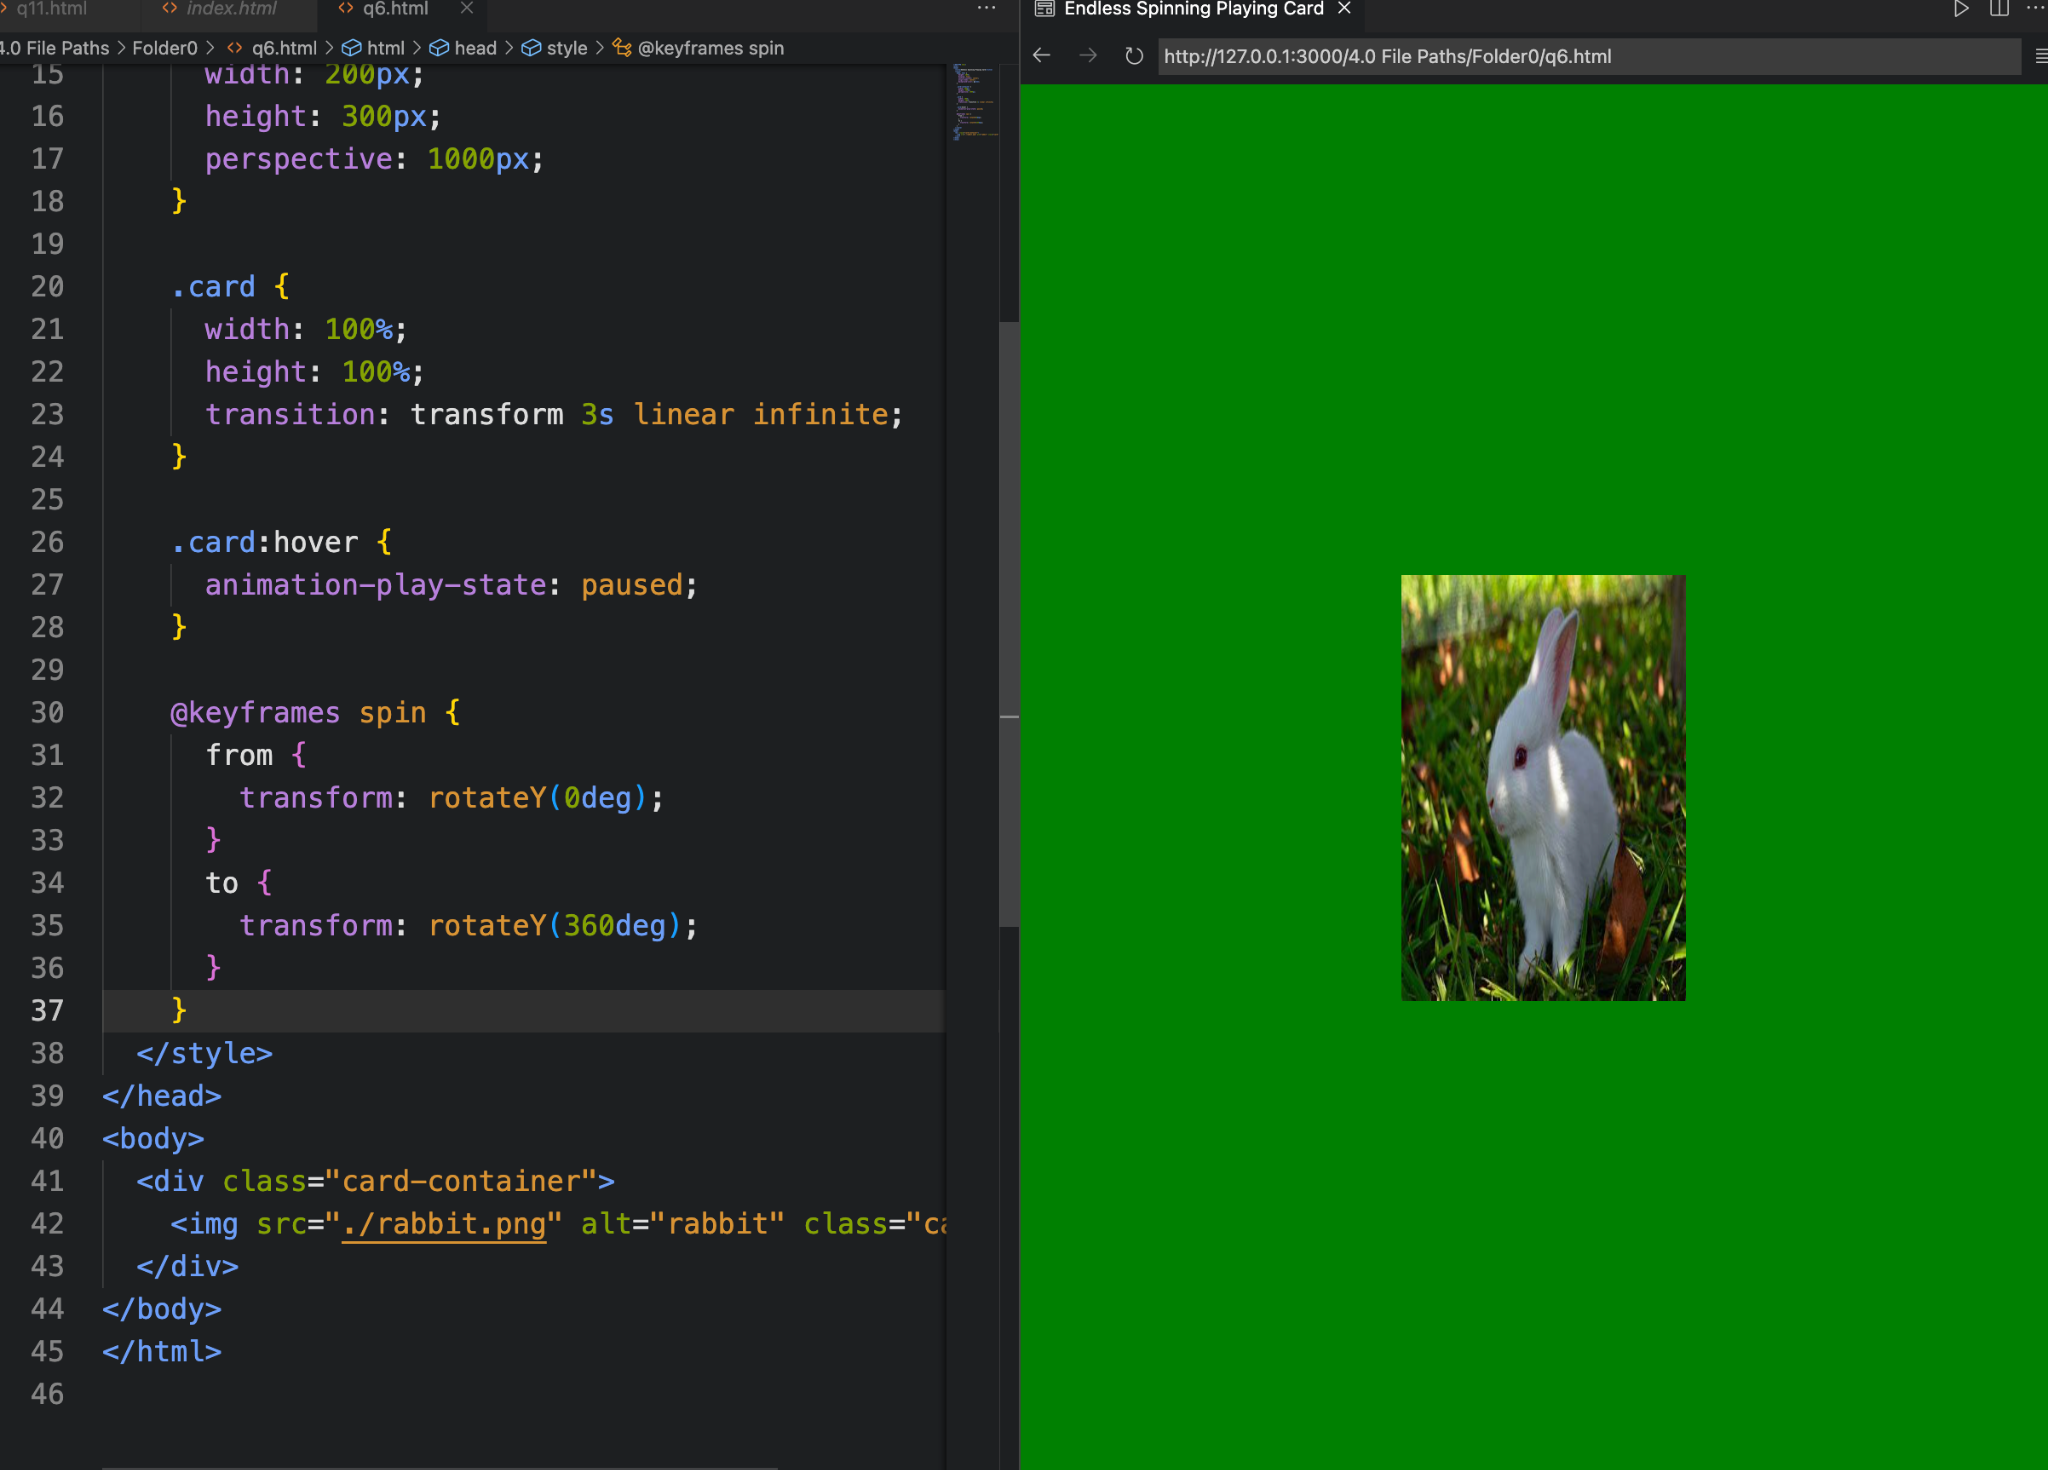 q11.html index.html q6.html
4.0 File Paths > Folder0 > q6.html > html > head > style > @keyframes spin
15 width: 200px;
16 height: 300px;
17 perspective: 1000px;
18 }
19
20 .card {
21 width: 100%;
22 height: 100%;
23 transition: transform 3s linear infinite;
24 }
25
26 .card:hover {
27 animation-play-state: paused;
28 }
29
30 @keyframes spin {
31 from {
32 transform: rotateY(0deg);
33 }
34 to {
35 transform: rotateY(360deg);
36 }
37 }
38 </style>
39 </head>
40 <body>
41 <div class="card-container">
42 <img src="./rabbit.png" alt="rabbit" class="ca
43 </div>
44 </body>
45 </html>
46
Endless Spinning Playing Card
http://127.0.0.1:3000/4.0 File Paths/Folder0/q6.html